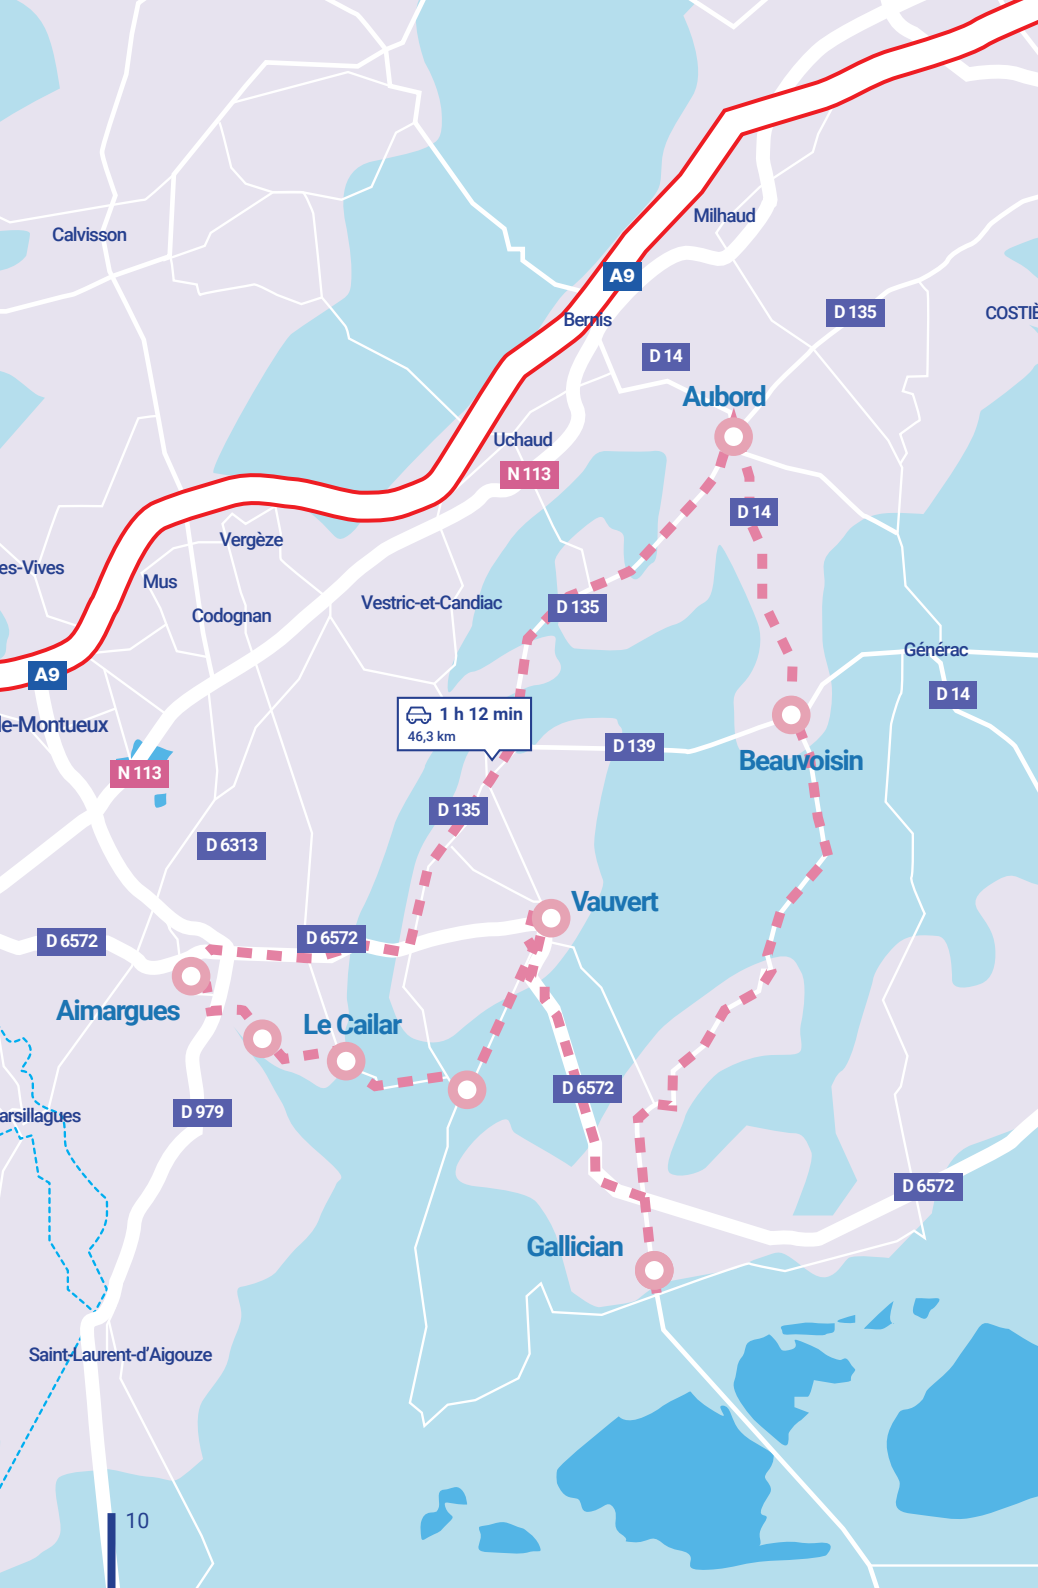 Milhaud
Calvisson
A9
Bernis
D 135
COSTIÈ
D 14
Aubord
Uchaud
N 113
D 14
Vergèze
es-Vives
Mus
Codognan
Vestric-et-Candiac
D 135
Générac
A9
D 14
le-Montueux
1 h 12 min
46,3 km
D 139
Beauvoisin
N 113
D 135
D 6313
Vauvert
D 6572
D 6572
Aimargues
Le Cailar
D 6572
arsillagues
D 979
D 6572
Gallician
Saint-Laurent-d'Aigouze
10